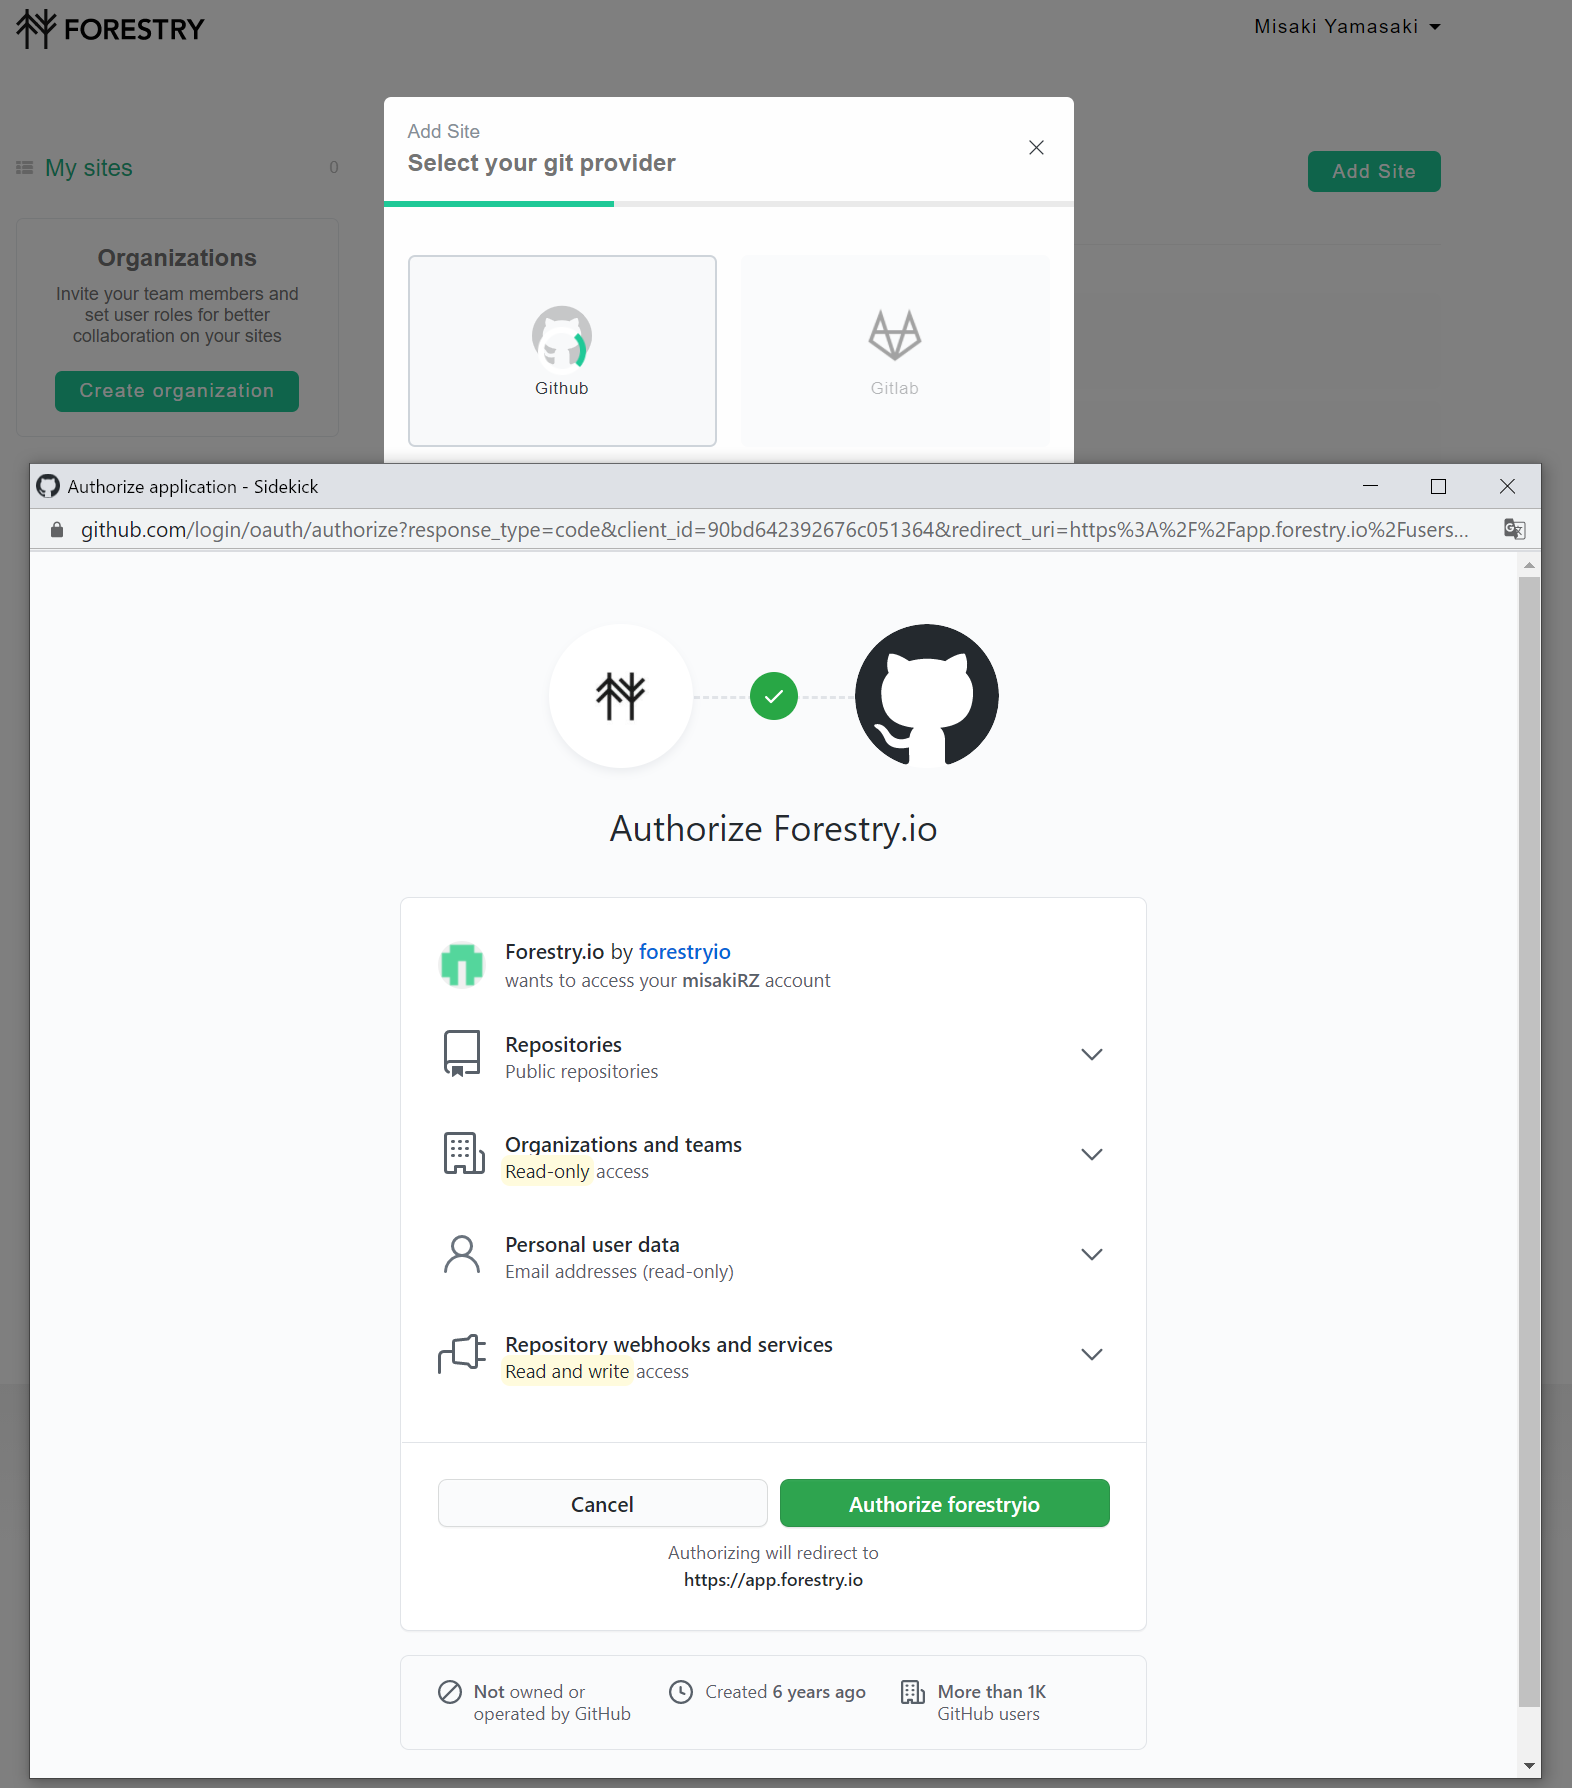 FORESTRY
Misaki Yamasaki
My sites
0
Organizations
Invite your team members and
set user roles for better
collaboration on your sites
Create organization
Add Site
Select your git provider
Add Site
Github
Gitlab
Authorize application - Sidekick
github.com/login/oauth/authorize?response_type=code&client_id=90bd642392676c051364&redirect_uri=https%3A%2F%2Fapp.forestry.io%2Fusers...
Authorize Forestry.io
Forestry.io by forestryio
wants to access your misakiRZ account
Repositories
Public repositories
Organizations and teams
Read-only access
Personal user data
Email addresses (read-only)
Repository webhooks and services
Read and write access
Cancel
Authorize forestryio
Authorizing will redirect to
https://app.forestry.io
Not owned or
operated by GitHub
Created 6 years ago
More than 1K
GitHub users